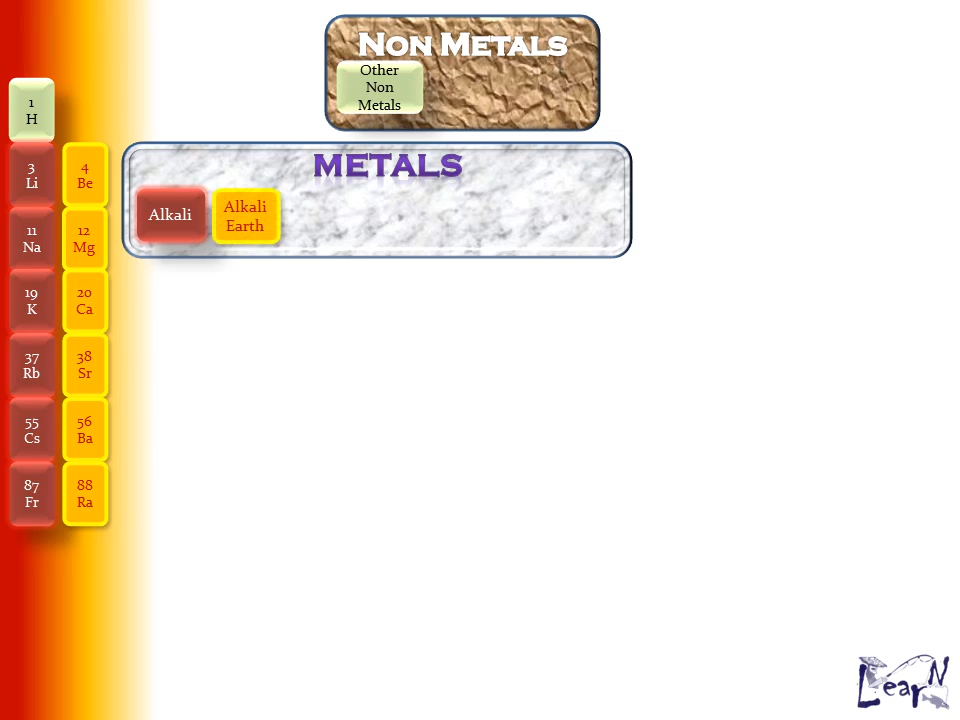 Non Metals
Other
Non
Metals
METALS
Alkali
Alkali
Earth
1
H
3
Li
4
Be
11
Na
12
Mg
19
K
20
Ca
37
Rb
38
Sr
55
Cs
56
Ba
87
Fr
88
Ra
LearN